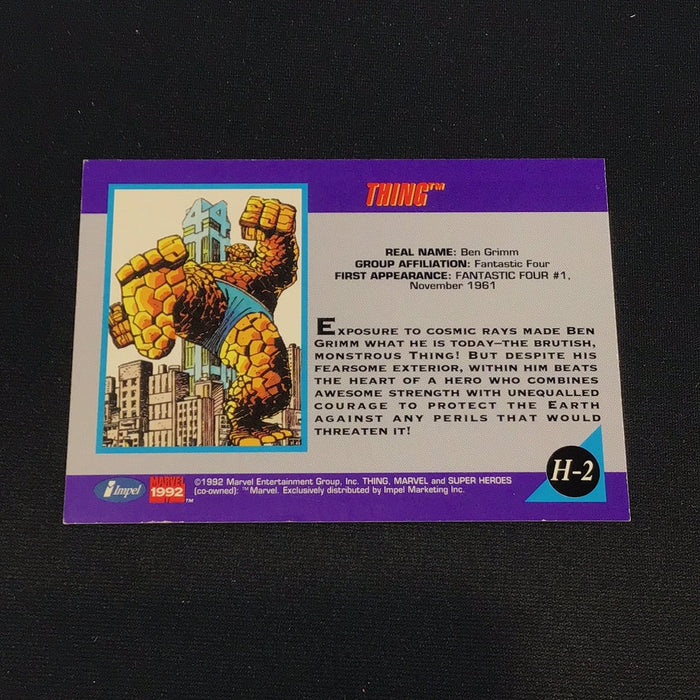 THING™
REAL NAME: Ben Grimm
GROUP AFFILIATION: Fantastic Four
FIRST APPEARANCE: FANTASTIC FOUR #1,
November 1961
EXPOSURE TO COSMIC RAYS MADE BEN
GRIMM WHAT HE IS TODAY—THE BRUTISH,
MONSTROUS THING! BUT DESPITE HIS
FEARSOME EXTERIOR, WITHIN HIM BEATS
THE HEART OF A HERO WHO COMBINES
AWESOME STRENGTH WITH UNEQUALLED
COURAGE TO PROTECT THE EARTH
AGAINST ANY PERILS THAT WOULD
THREATEN IT!
4
impel
MARVEL
1992
™
©1992 Marvel Entertainment Group, Inc. THING, MARVEL and SUPER HEROES
(co-owned): ™Marvel. Exclusively distributed by Impel Marketing Inc.
H-2